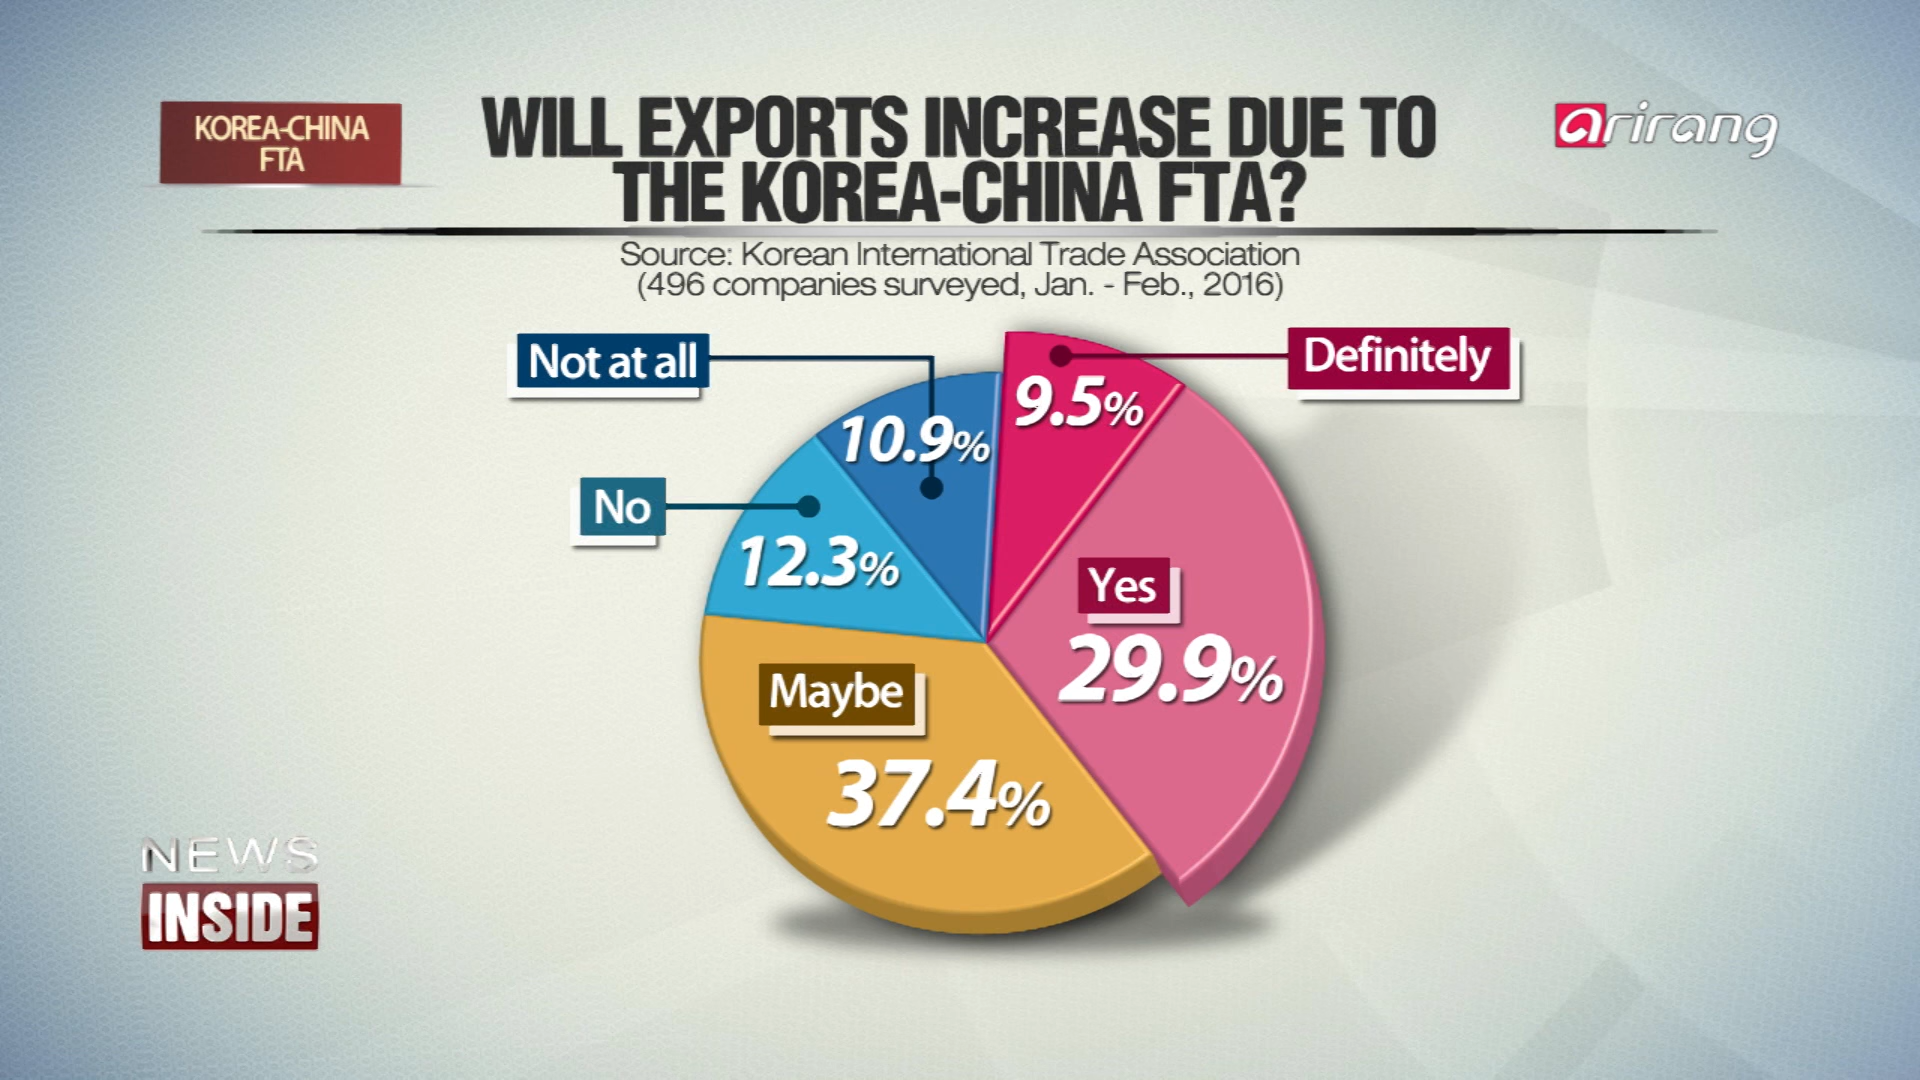 KOREA-CHINA
FTA
WILL EXPORTS INCREASE DUE TO
THE KOREA-CHINA FTA?
arirang
Source: Korean International Trade Association
(496 companies surveyed, Jan. - Feb., 2016)
Not at all
10.9%
Definitely
9.5%
No
12.3%
Yes
29.9%
Maybe
37.4%
NEWS
INSIDE